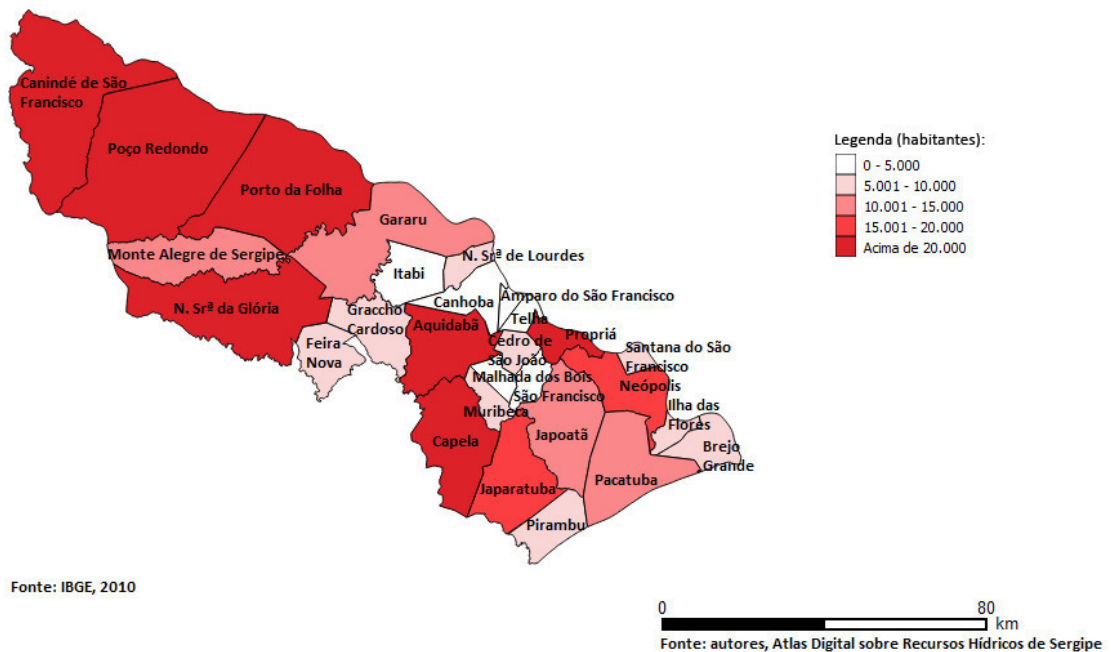 Canindé de São
Francisco
Poço Redondo
Porto da Folha
Legenda (habitantes):
0 - 5.000
5.001 - 10.000
10.001 - 15.000
15.001 - 20.000
Acima de 20.000
Gararu
Monte Alegre de Sergipe
N. Srª de Lourdes
Itabi
N. Srª da Glória
Canhoba
Amparo do São Francisco
Graccho
Cardoso
Aquidabã
Telha
Propriá
Feira
Nova
Cedro de
São João
Santana do São
Francisco
Malhada dos Bois
São Francisco
Neópolis
Muribeca
Ilha das
Flores
Capela
Japoatã
Brejo
Grande
Japaratuba
Pacatuba
Pirambu
Fonte: IBGE, 2010
0 80
km
Fonte: autores, Atlas Digital sobre Recursos Hídricos de Sergipe